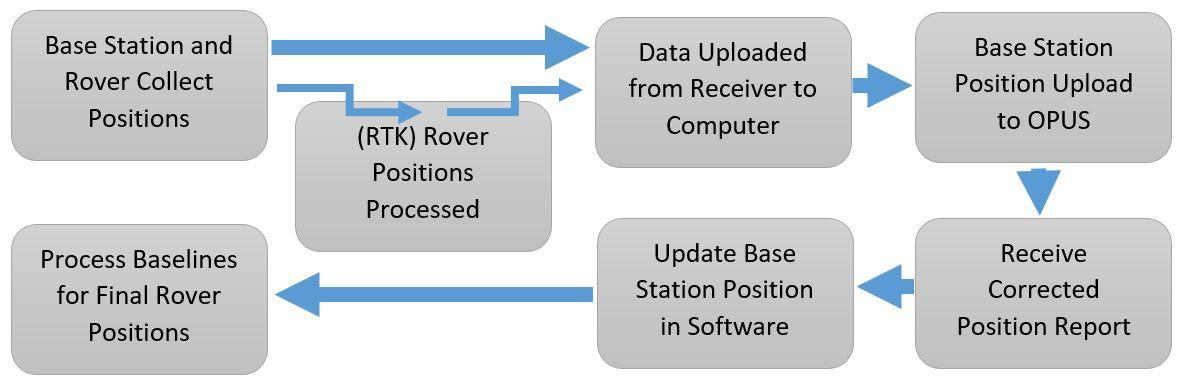 Base Station and
Rover Collect
Positions
(RTK) Rover
Positions
Processed
Data Uploaded
from Receiver to
Computer
Base Station
Position Upload
to OPUS
Receive
Corrected
Position Report
Update Base
Station Position
in Software
Process Baselines
for Final Rover
Positions